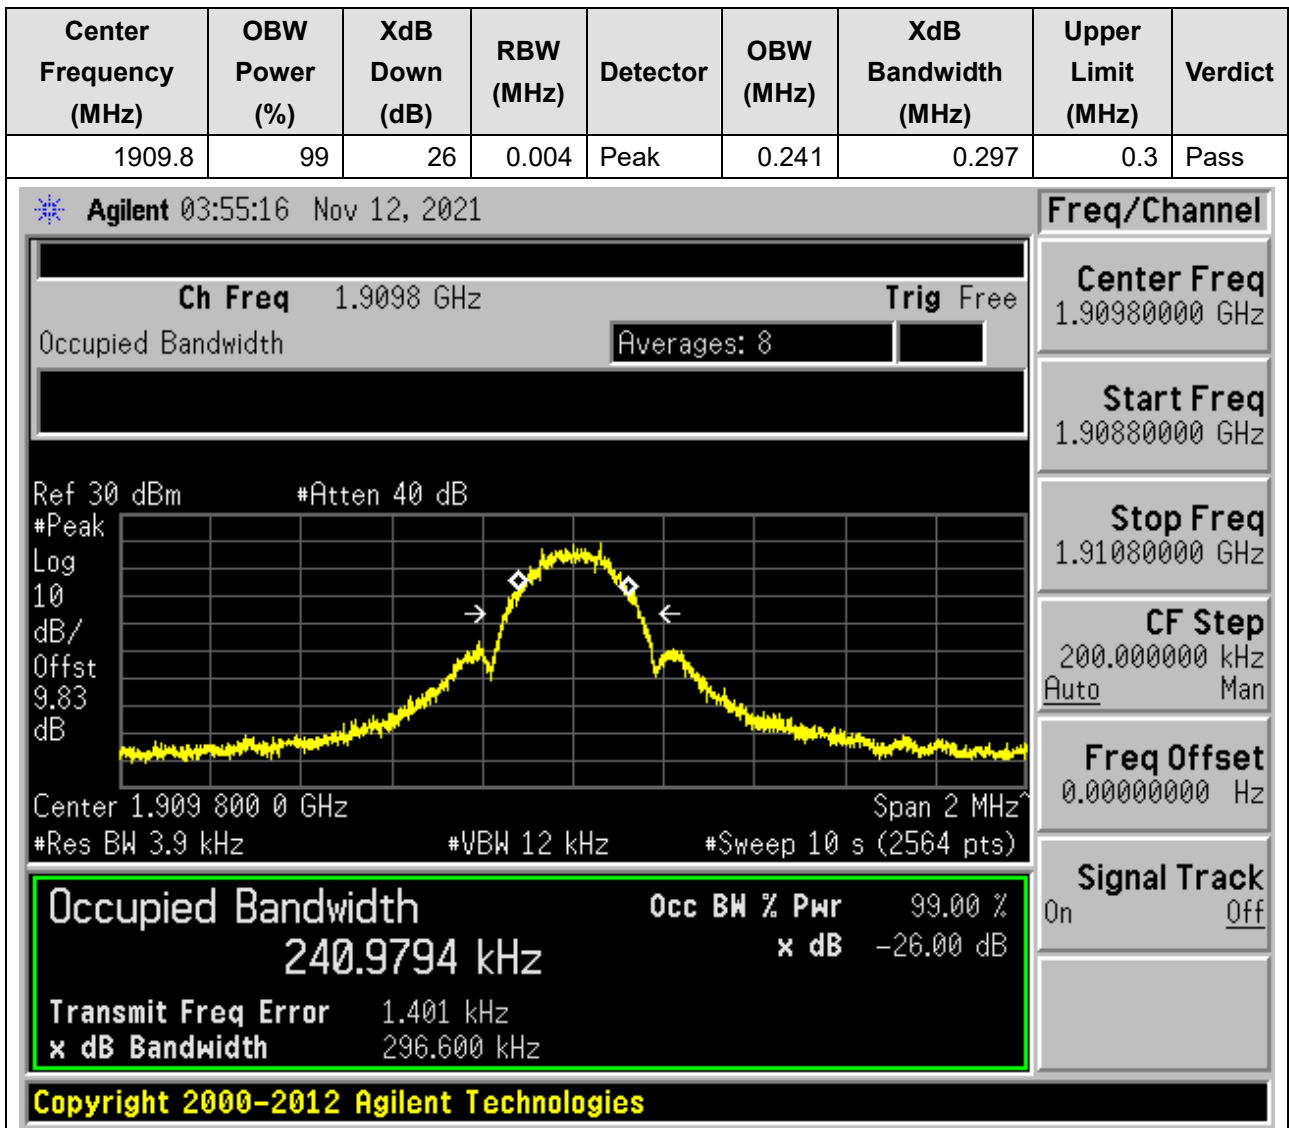 Center Frequency (MHz) OBW Power (%) XdB Down (dB) RBW (MHz) Detector OBW (MHz) XdB Bandwidth (MHz) Upper Limit (MHz) Verdict
1909.8 99 26 0.004 Peak 0.241 0.297 0.3 Pass
Agilent 03:55:16 Nov 12, 2021
Freq/Channel
Ch Freq 1.9098 GHz Trig Free
Occupied Bandwidth Averages: 8
Center Freq
1.90980000 GHz
Start Freq
1.90880000 GHz
Stop Freq
1.91080000 GHz
CF Step
200.000000 kHz
Auto Man
Freq Offset
0.00000000 Hz
Signal Track
On Off
Ref 30 dBm #Atten 40 dB
#Peak
Log
10
dB/
Offst
9.83
dB
Center 1.909 800 0 GHz Span 2 MHz^
#Res BW 3.9 kHz #VBW 12 kHz #Sweep 10 s (2564 pts)
Occupied Bandwidth Occ BW % Pwr 99.00 %
240.9794 kHz x dB -26.00 dB
Transmit Freq Error 1.401 kHz
x dB Bandwidth 296.600 kHz
Copyright 2000-2012 Agilent Technologies